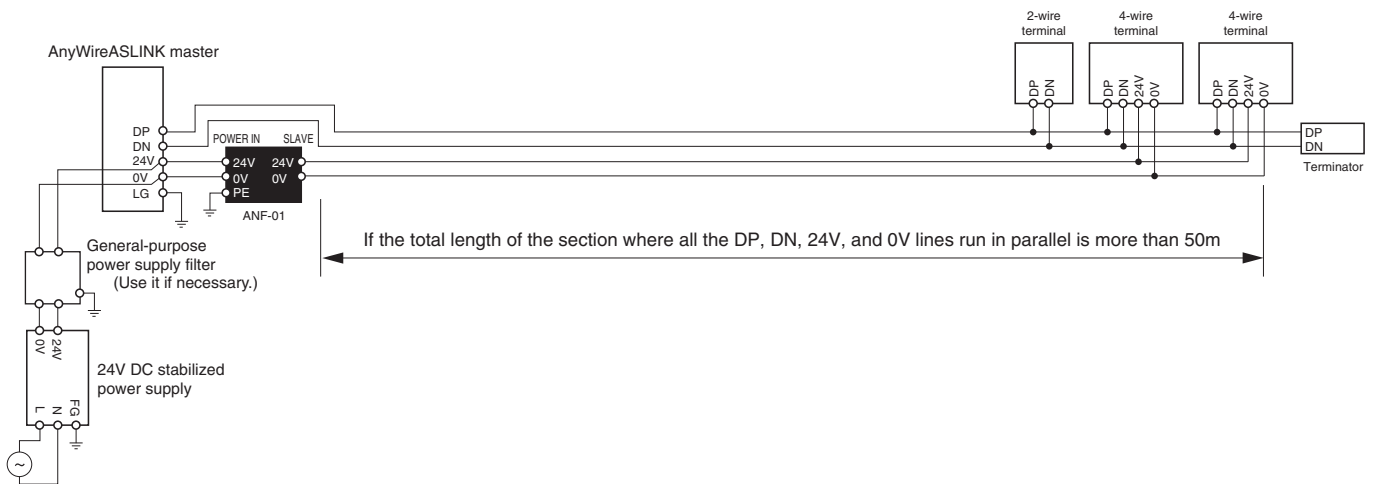 2-wire
terminal
4-wire
terminal
4-wire
terminal
AnyWireASLINK master
DP
DN
DP
DN
24V
0V
DP
DN
24V
0V
DP
DN
24V
0V
LG
POWER IN
SLAVE
24V
24V
0V
0V
PE
ANF-01
DP
DN
Terminator
If the total length of the section where all the DP, DN, 24V, and 0V lines run in parallel is more than 50m
General-purpose
power supply filter
(Use it if necessary.)
0V
24V
24V DC stabilized
power supply
L
N
FG
~